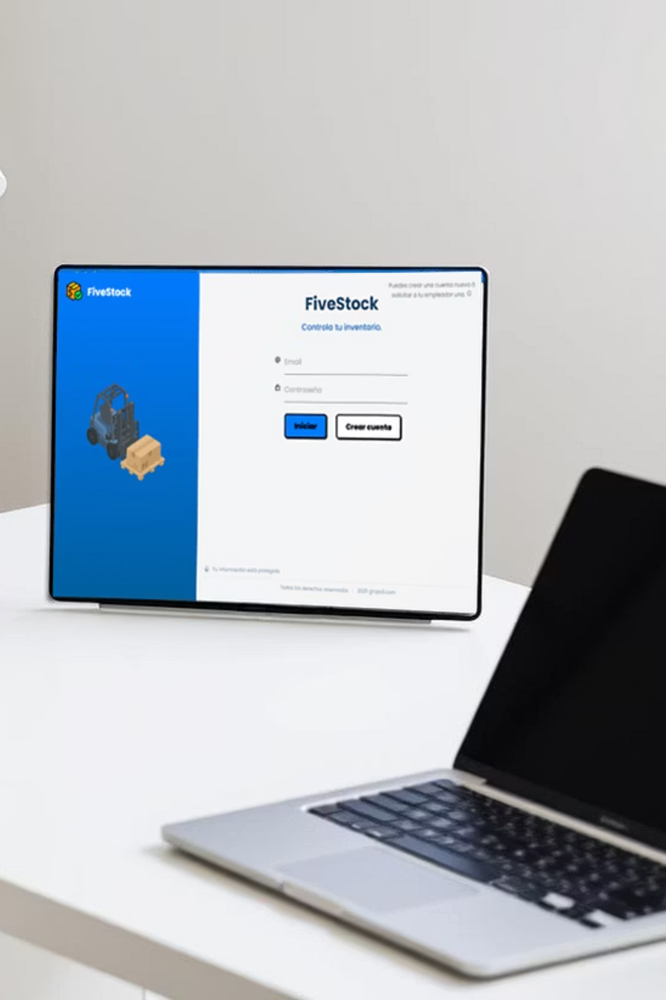 FiveStock
Puedes crear una cuenta nueva ó
solicitar a tu empleador una.
FiveStock
Controla tu inventario.
Email
Contraseña
Iniciar
Crear cuenta
Tu información está protegida
Todos los derechos reservados
2025